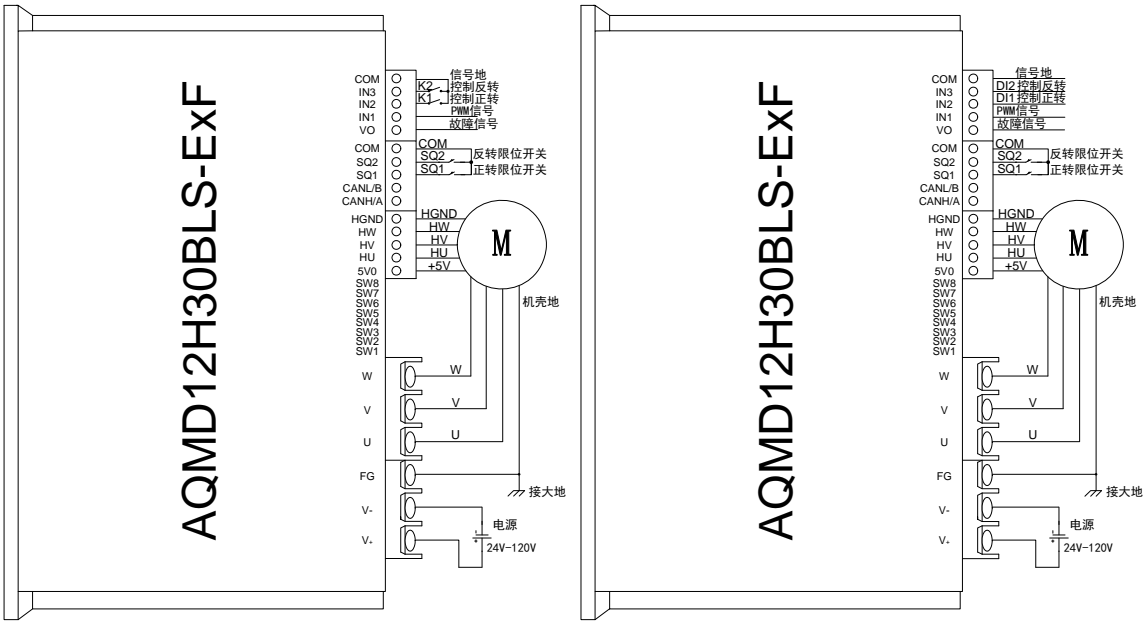 AQMD12H30BLS-ExF
COM 信号地
IN3 K2 控制反转
IN2 K1 控制正转
IN1 PWM信号
VO 故障信号
COM COM
SQ2 SQ2 反转限位开关
SQ1 SQ1 正转限位开关
CANL/B
CANH/A
HGND HGND
HW HW
HV HV
HU HU
5V0 +5V
M
SW8
SW7 机壳地
SW6
SW5
SW4
SW3
SW2
SW1
W W
V V
U U
FG 接大地
V-
电源
V+ 24V-120V
AQMD12H30BLS-ExF
COM 信号地
IN3 DI2 控制反转
IN2 DI1 控制正转
IN1 PWM信号
VO 故障信号
COM COM
SQ2 SQ2 反转限位开关
SQ1 SQ1 正转限位开关
CANL/B
CANH/A
HGND HGND
HW HW
HV HV
HU HU
5V0 +5V
M
SW8
SW7 机壳地
SW6
SW5
SW4
SW3
SW2
SW1
W W
V V
U U
FG 接大地
V-
电源
V+ 24V-120V